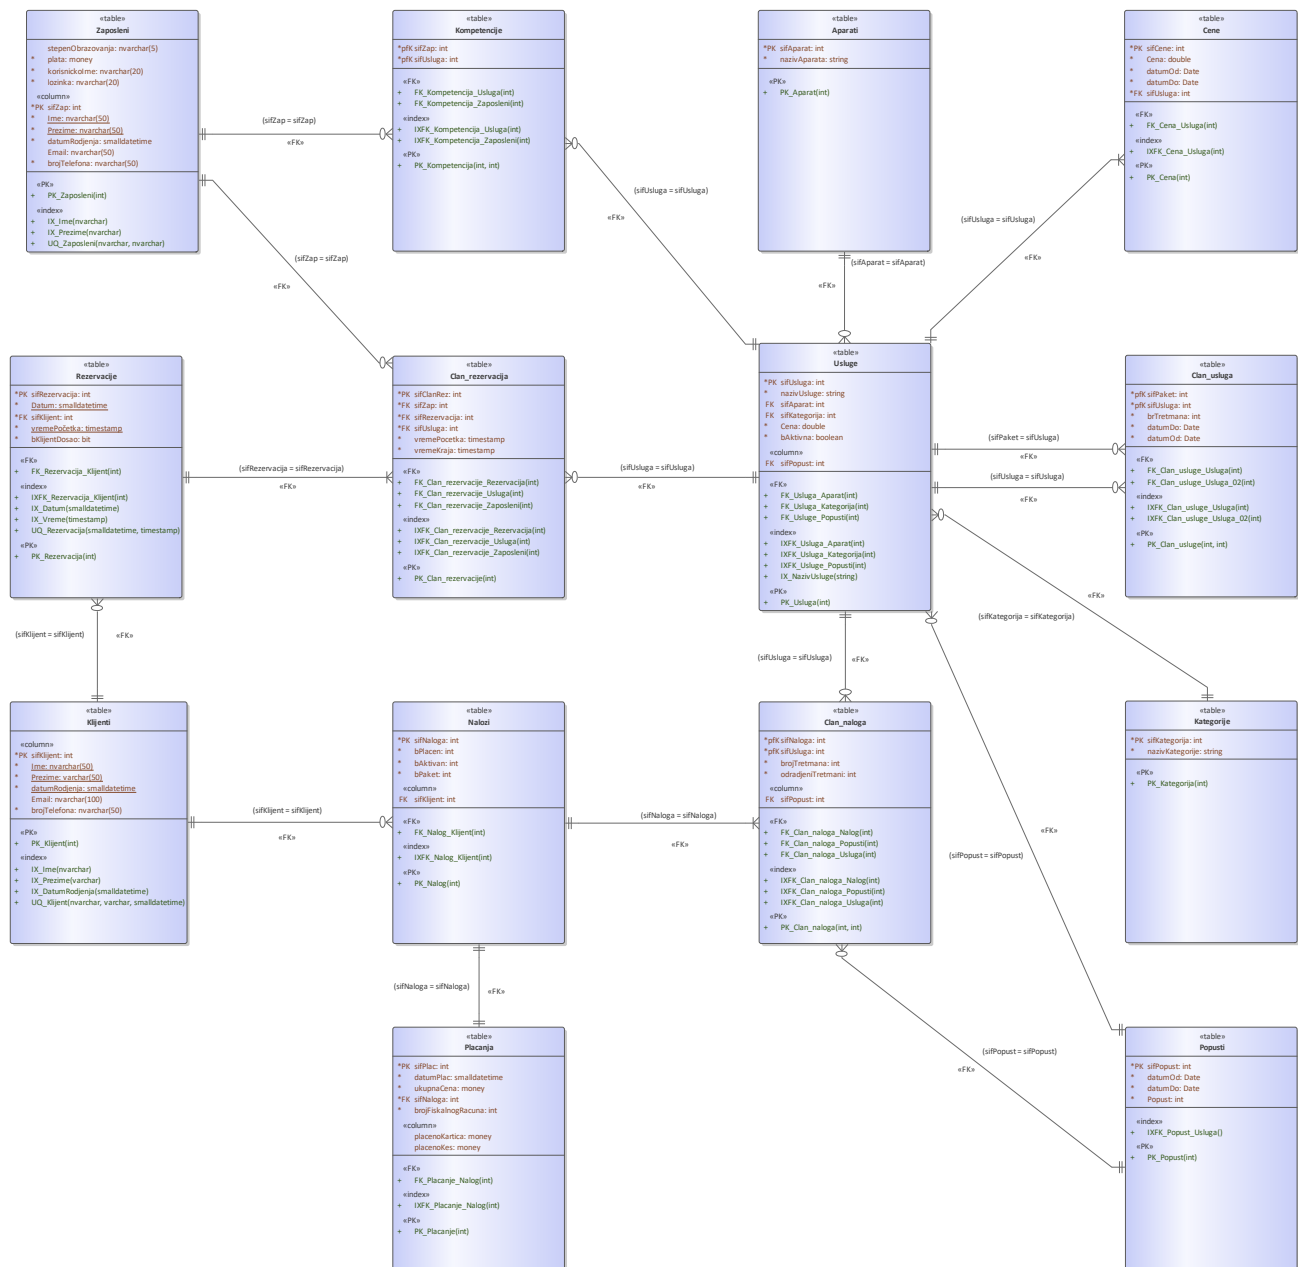 «table»
Zaposleni
stepenObrazovanja: nvarchar(5)
* plata: money
* korisnickoIme: nvarchar(20)
* lozinka: nvarchar(20)
«column»
*PK sifZap: int
* Ime: nvarchar(50)
* Prezime: nvarchar(50)
* datumRodjenja: smalldatetime
Email: nvarchar(50)
* brojTelefona: nvarchar(50)
«PK»
+ PK_Zaposleni(int)
«index»
+ IX_Ime(nvarchar)
+ IX_Prezime(nvarchar)
+ UQ_Zaposleni(nvarchar, nvarchar)
(sifZap = sifZap)
«FK»
«table»
Kompetencije
*pfK sifZap: int
*pfK sifUsluga: int
«FK»
+ FK_Kompetencija_Usluga(int)
+ FK_Kompetencija_Zaposleni(int)
«index»
+ IXFK_Kompetencija_Usluga(int)
+ IXFK_Kompetencija_Zaposleni(int)
«PK»
+ PK_Kompetencija(int, int)
(sifUsluga = sifUsluga)
«FK»
«table»
Aparati
*PK sifAparat: int
* nazivAparata: string
«PK»
+ PK_Aparat(int)
(sifAparat = sifAparat)
«FK»
«table»
Cene
*PK sifCene: int
* Cena: double
* datumOd: Date
* datumDo: Date
*FK sifUsluga: int
«FK»
+ FK_Cena_Usluga(int)
«index»
+ IXFK_Cena_Usluga(int)
«PK»
+ PK_Cena(int)
(sifUsluga = sifUsluga)
«FK»
(sifZap = sifZap)
«FK»
«table»
Rezervacije
*PK sifRezervacija: int
* Datum: smalldatetime
*FK sifKlijent: int
* vremePočetka: timestamp
* bKlijentDosao: bit
«FK»
+ FK_Rezervacija_Klijent(int)
«index»
+ IXFK_Rezervacija_Klijent(int)
+ IX_Datum(smalldatetime)
+ IX_Vreme(timestamp)
+ UQ_Rezervacija(smalldatetime, timestamp)
«PK»
+ PK_Rezervacija(int)
(sifRezervacija = sifRezervacija)
«FK»
«table»
Clan_rezervacija
*PK sifClanRez: int
*FK sifZap: int
*FK sifRezervacija: int
*FK sifUsluga: int
* vremePocetka: timestamp
* vremeKraja: timestamp
«FK»
+ FK_Clan_rezervacije_Rezervacija(int)
+ FK_Clan_rezervacije_Usluga(int)
+ FK_Clan_rezervacije_Zaposleni(int)
«index»
+ IXFK_Clan_rezervacije_Rezervacija(int)
+ IXFK_Clan_rezervacije_Usluga(int)
+ IXFK_Clan_rezervacije_Zaposleni(int)
«PK»
+ PK_Clan_rezervacije(int)
(sifUsluga = sifUsluga)
«FK»
«table»
Usluge
*PK sifUsluga: int
* nazivUsluge: string
FK sifAparat: int
FK sifKategorija: int
* Cena: double
* bAktivna: boolean
«column»
FK sifPopust: int
«FK»
+ FK_Usluga_Aparat(int)
+ FK_Usluga_Kategorija(int)
+ FK_Usluge_Popusti(int)
«index»
+ IXFK_Usluga_Aparat(int)
+ IXFK_Usluga_Kategorija(int)
+ IXFK_Usluge_Popusti(int)
+ IX_NazivUsluge(string)
«PK»
+ PK_Usluga(int)
(sifPaket = sifUsluga)
«FK»
(sifUsluga = sifUsluga)
«FK»
«table»
Clan_usluga
*pfK sifPaket: int
*pfK sifUsluga: int
* brTretmana: int
* datumDo: Date
* datumOd: Date
«FK»
+ FK_Clan_usluge_Usluga(int)
+ FK_Clan_usluge_Usluga_02(int)
«index»
+ IXFK_Clan_usluge_Usluga(int)
+ IXFK_Clan_usluge_Usluga_02(int)
«PK»
+ PK_Clan_usluge(int, int)
(sifKlijent = sifKlijent)
«FK»
(sifUsluga = sifUsluga)
«FK»
«FK»
(sifKategorija = sifKategorija)
«table»
Klijenti
«column»
*PK sifKlijent: int
* Ime: nvarchar(50)
* Prezime: varchar(50)
* datumRodjenja: smalldatetime
Email: nvarchar(100)
* brojTelefona: nvarchar(50)
«PK»
+ PK_Klijent(int)
«index»
+ IX_Ime(nvarchar)
+ IX_Prezime(varchar)
+ IX_DatumRodjenja(smalldatetime)
+ UQ_Klijent(nvarchar, varchar, smalldatetime)
(sifKlijent = sifKlijent)
«FK»
«table»
Nalozi
*PK sifNaloga: int
* bPlacen: int
* bAktivan: int
* bPaket: int
«column»
FK sifKlijent: int
«FK»
+ FK_Nalog_Klijent(int)
«index»
+ IXFK_Nalog_Klijent(int)
«PK»
+ PK_Nalog(int)
(sifNaloga = sifNaloga)
«FK»
«table»
Clan_naloga
*pfK sifNaloga: int
*pfK sifUsluga: int
* brojTretmana: int
* odradjeniTretmani: int
«column»
FK sifPopust: int
«FK»
+ FK_Clan_naloga_Nalog(int)
+ FK_Clan_naloga_Popusti(int)
+ FK_Clan_naloga_Usluga(int)
«index»
+ IXFK_Clan_naloga_Nalog(int)
+ IXFK_Clan_naloga_Popusti(int)
+ IXFK_Clan_naloga_Usluga(int)
«PK»
+ PK_Clan_naloga(int, int)
«FK»
(sifPopust = sifPopust)
«table»
Kategorije
*PK sifKategorija: int
* nazivKategorije: string
«PK»
+ PK_Kategorija(int)
(sifNaloga = sifNaloga)
«FK»
«table»
Placanja
*PK sifPlac: int
* datumPlac: smalldatetime
* ukupnaCena: money
*FK sifNaloga: int
* brojFiskalnogRacuna: int
«column»
placenoKartica: money
placenoKes: money
«FK»
+ FK_Placanje_Nalog(int)
«index»
+ IXFK_Placanje_Nalog(int)
«PK»
+ PK_Placanje(int)
(sifPopust = sifPopust)
«FK»
«table»
Popusti
*PK sifPopust: int
* datumOd: Date
* datumDo: Date
* Popust: int
«index»
+ IXFK_Popust_Usluga()
«PK»
+ PK_Popust(int)